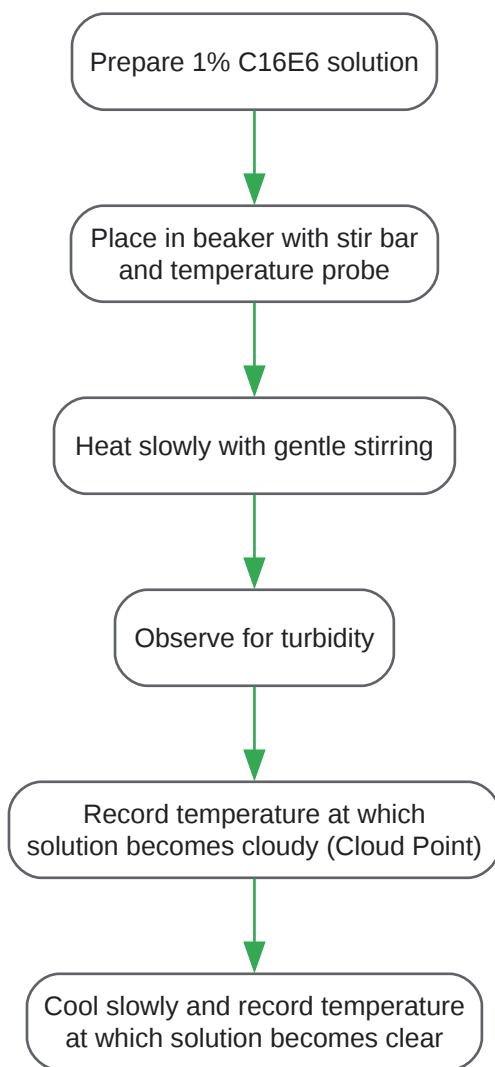 Prepare 1% C16E6 solution
Place in beaker with stir bar
and temperature probe
Heat slowly with gentle stirring
Observe for turbidity
Record temperature at which
solution becomes cloudy (Cloud Point)
Cool slowly and record temperature
at which solution becomes clear